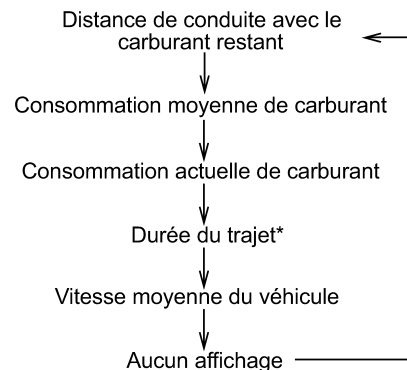 Distance de conduite avec le
carburant restant
Consommation moyenne de carburant
Consommation actuelle de carburant
Durée du trajet*
Vitesse moyenne du véhicule
Aucun affichage